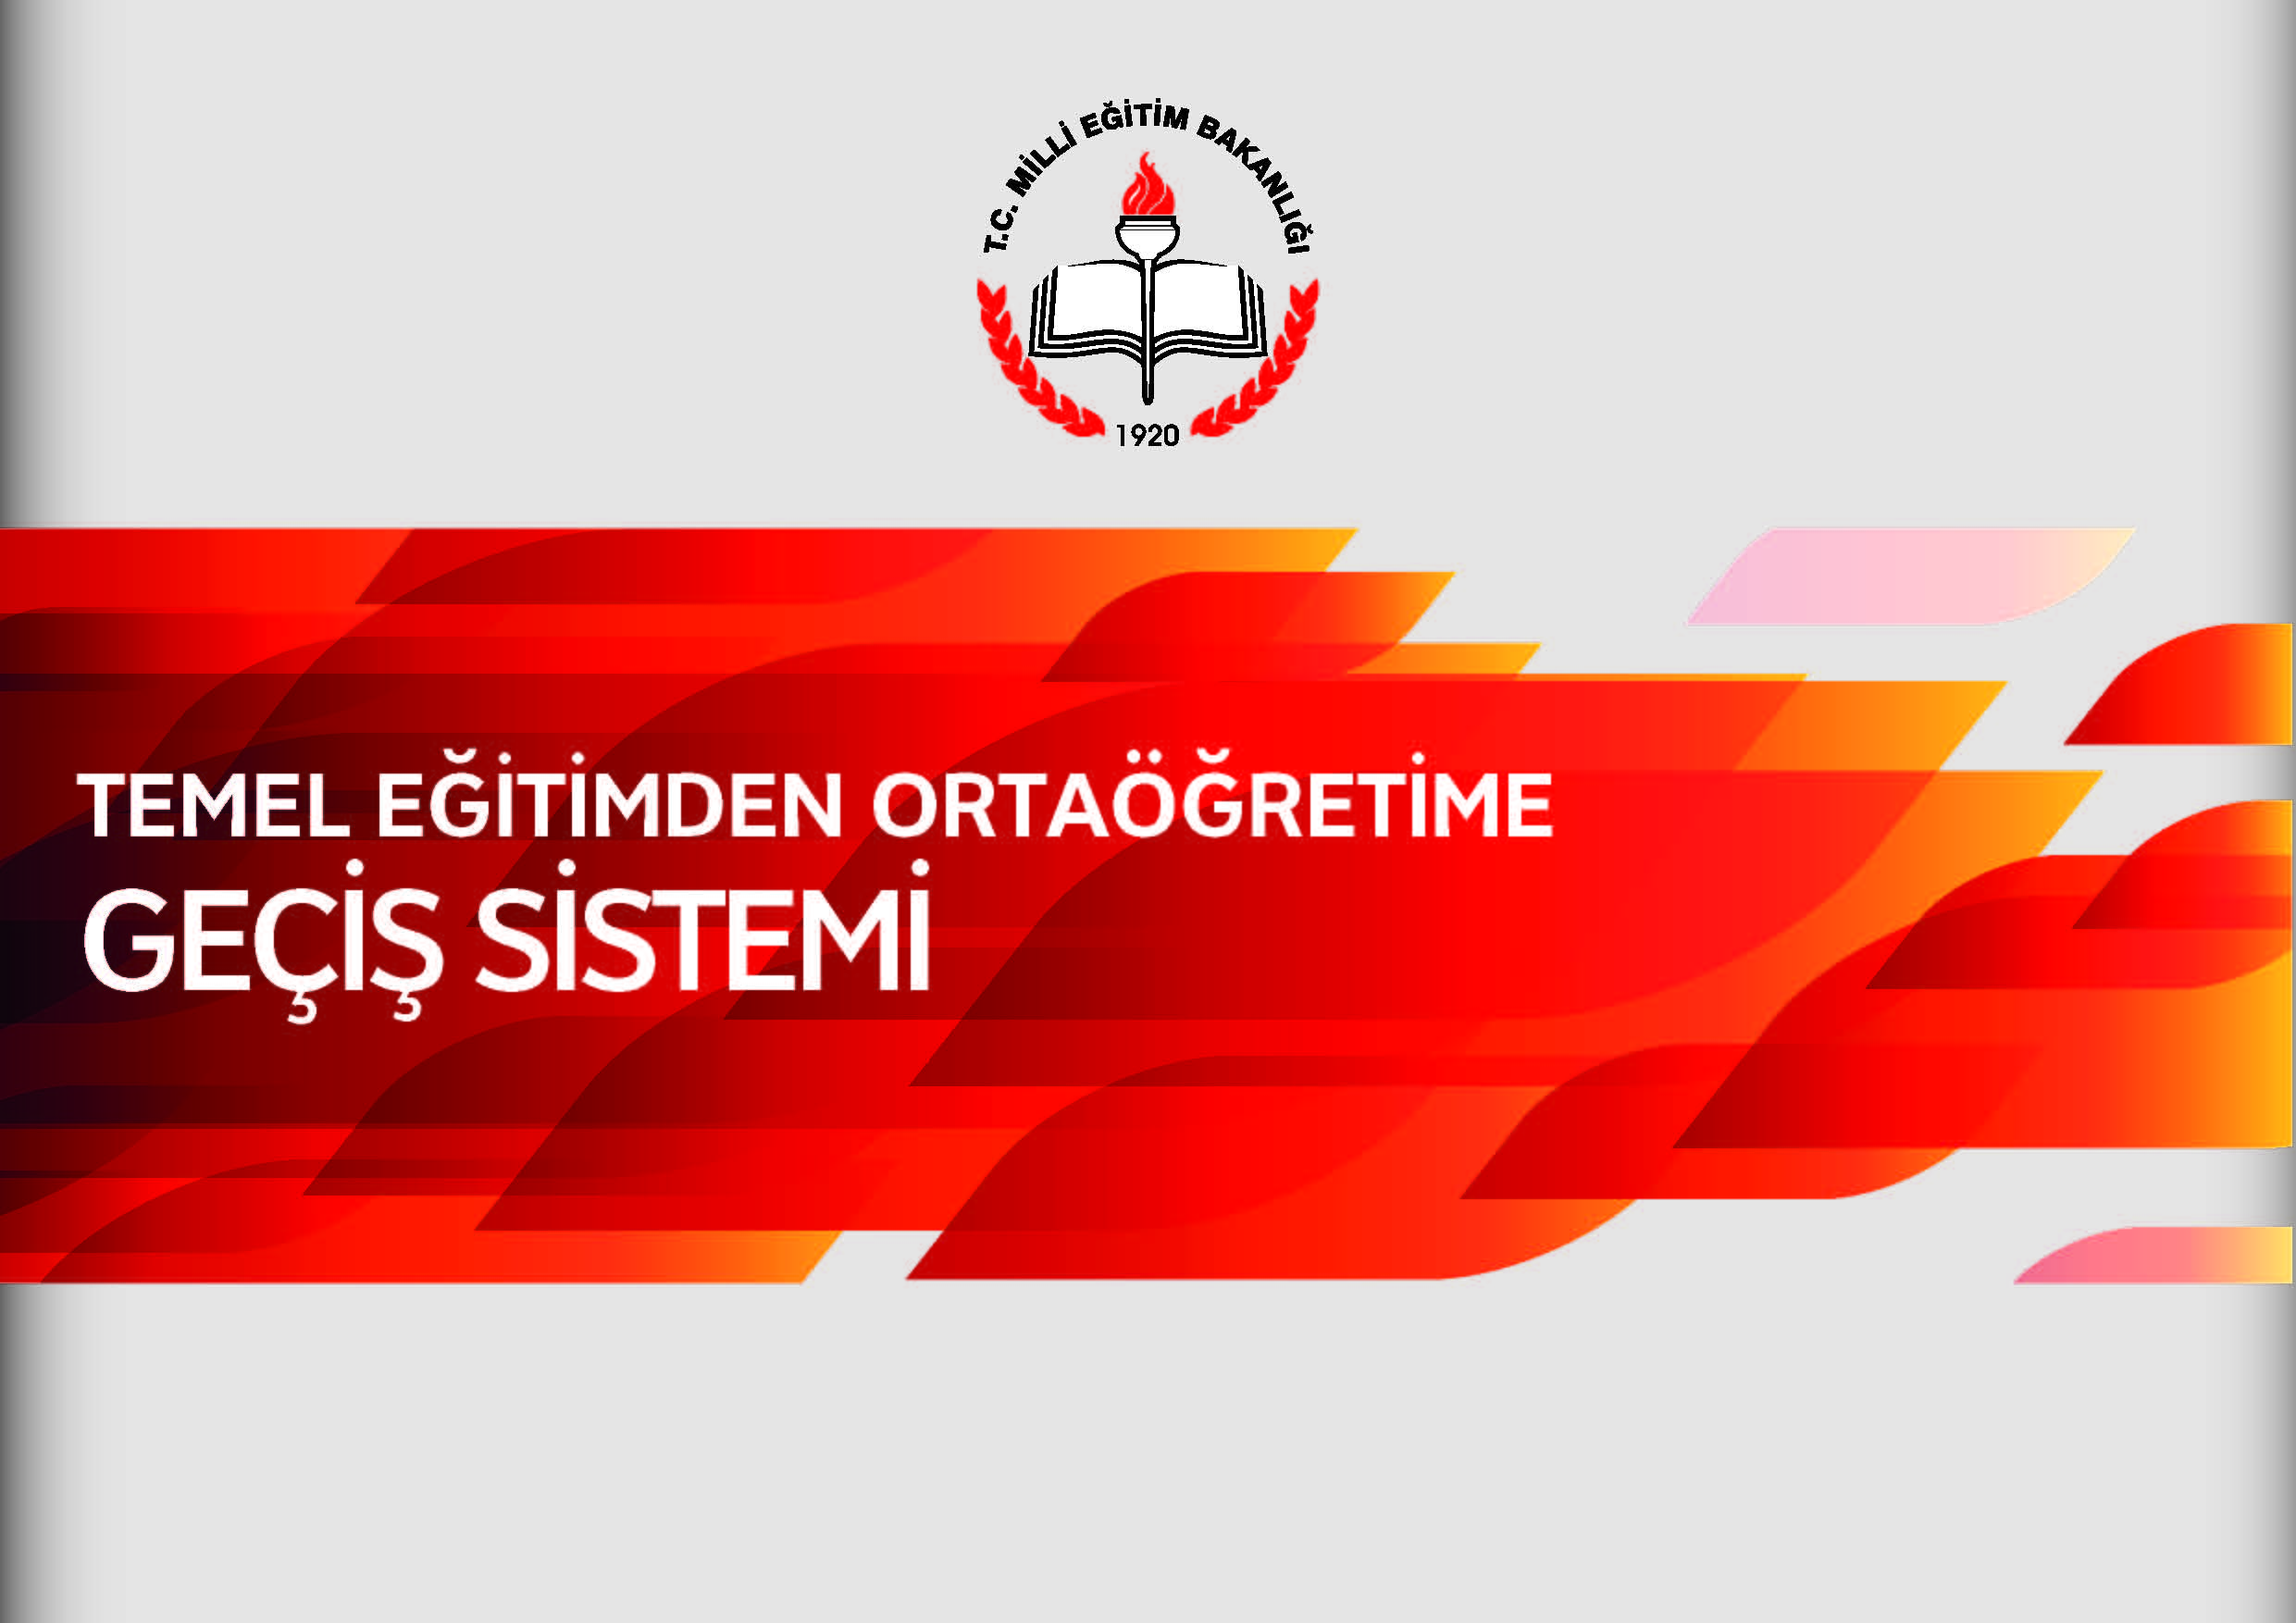 T.C. MİLLİ EĞİTİM BAKANLIĞI
1920
TEMEL EĞİTİMDEN ORTAÖĞRETİME
GEÇİŞ SİSTEMİ